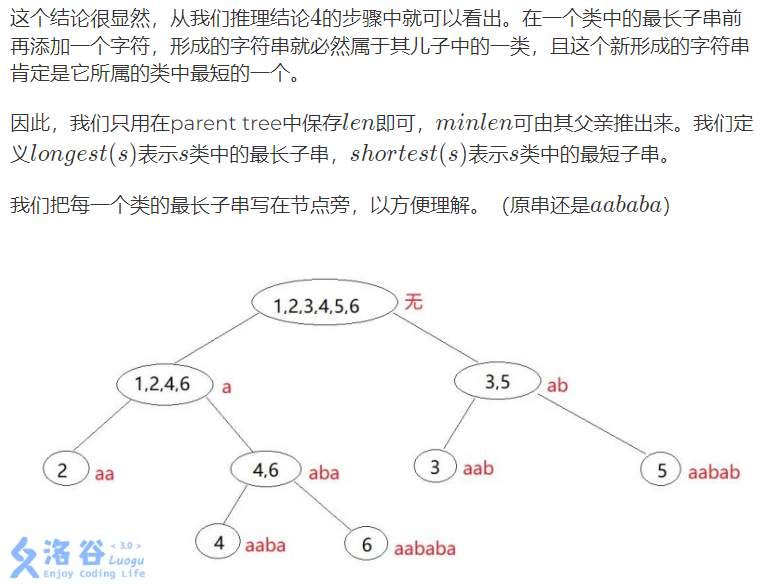 这个结论很显然，从我们推理结论4的步骤中就可以看出。在一个类中的最长子串前
再添加一个字符，形成的字符串就必然属于其儿子中的一类，且这个新形成的字符串
肯定是它所属的类中最短的一个。
因此，我们只用在parent tree中保存len即可，minlen可由其父亲推出来。我们定
义longest(s)表示s类中的最长子串，shortest(s)表示s类中的最短子串。
我们把每一个类的最长子串写在节点旁，以方便理解。（原串还是aababa）
1,2,3,4,5,6 无
1,2,4,6 a 3,5 ab
2 aa 4,6 aba 3 aab 5 aabab
4 aaba 6 aababa
洛谷 <3.0> Luogu
Enjoy Coding Life